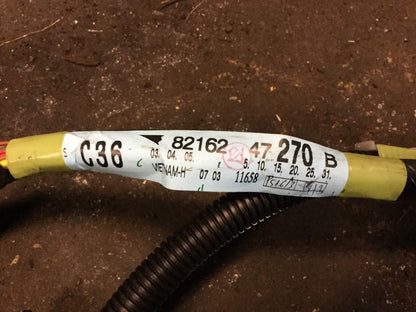 S C36 82162 47 270 B
C 03. 04. 05. 5. 10. 15. 20. 25. 31.
VIETNAM-H 07 03 11658
d